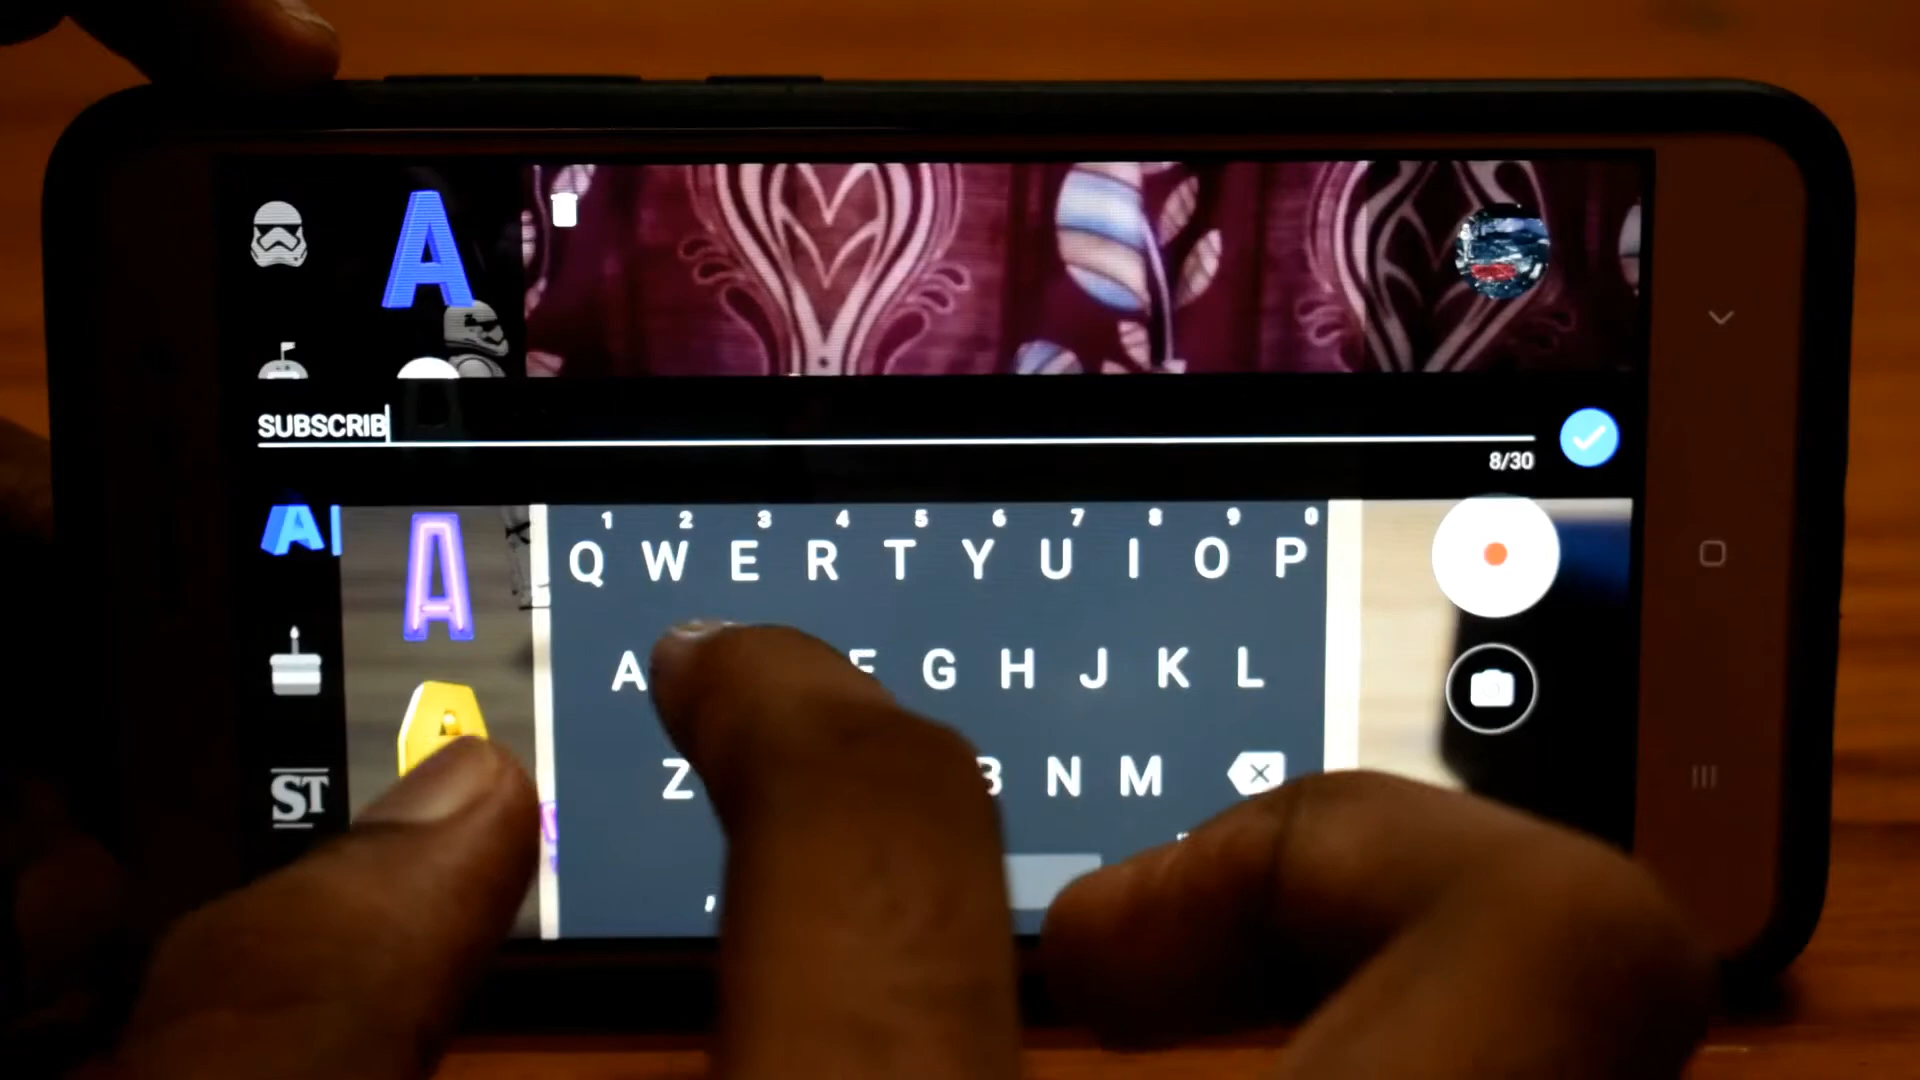 A
SUBSCRIB
8/30
A
A
A
1 2 3 4 5 6 7 8 9 0
Q W E R T Y U I O P
A F G H J K L
Z B N M
ST
,